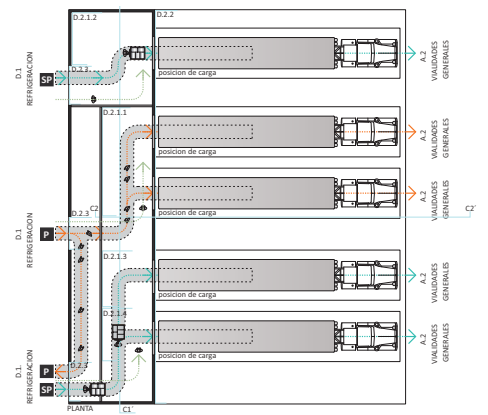 D.2.1.2
D.2.2
D.2.3
D.1
REFRIGERACION
SP
posicion de carga
A.2
VIALIDADES
GENERALES
D.2.1.1
posicion de carga
A.2
VIALIDADES
GENERALES
D.2.3
C2
C2´
D.1
REFRIGERACION
P
posicion de carga
A.2
VIALIDADES
GENERALES
D.2.1.3
posicion de carga
A.2
VIALIDADES
GENERALES
D.2.1.4
D.2.3
D.1.
REFRIGERACION
P
SP
posicion de carga
A.2
VIALIDADES
GENERALES
PLANTA
C1´